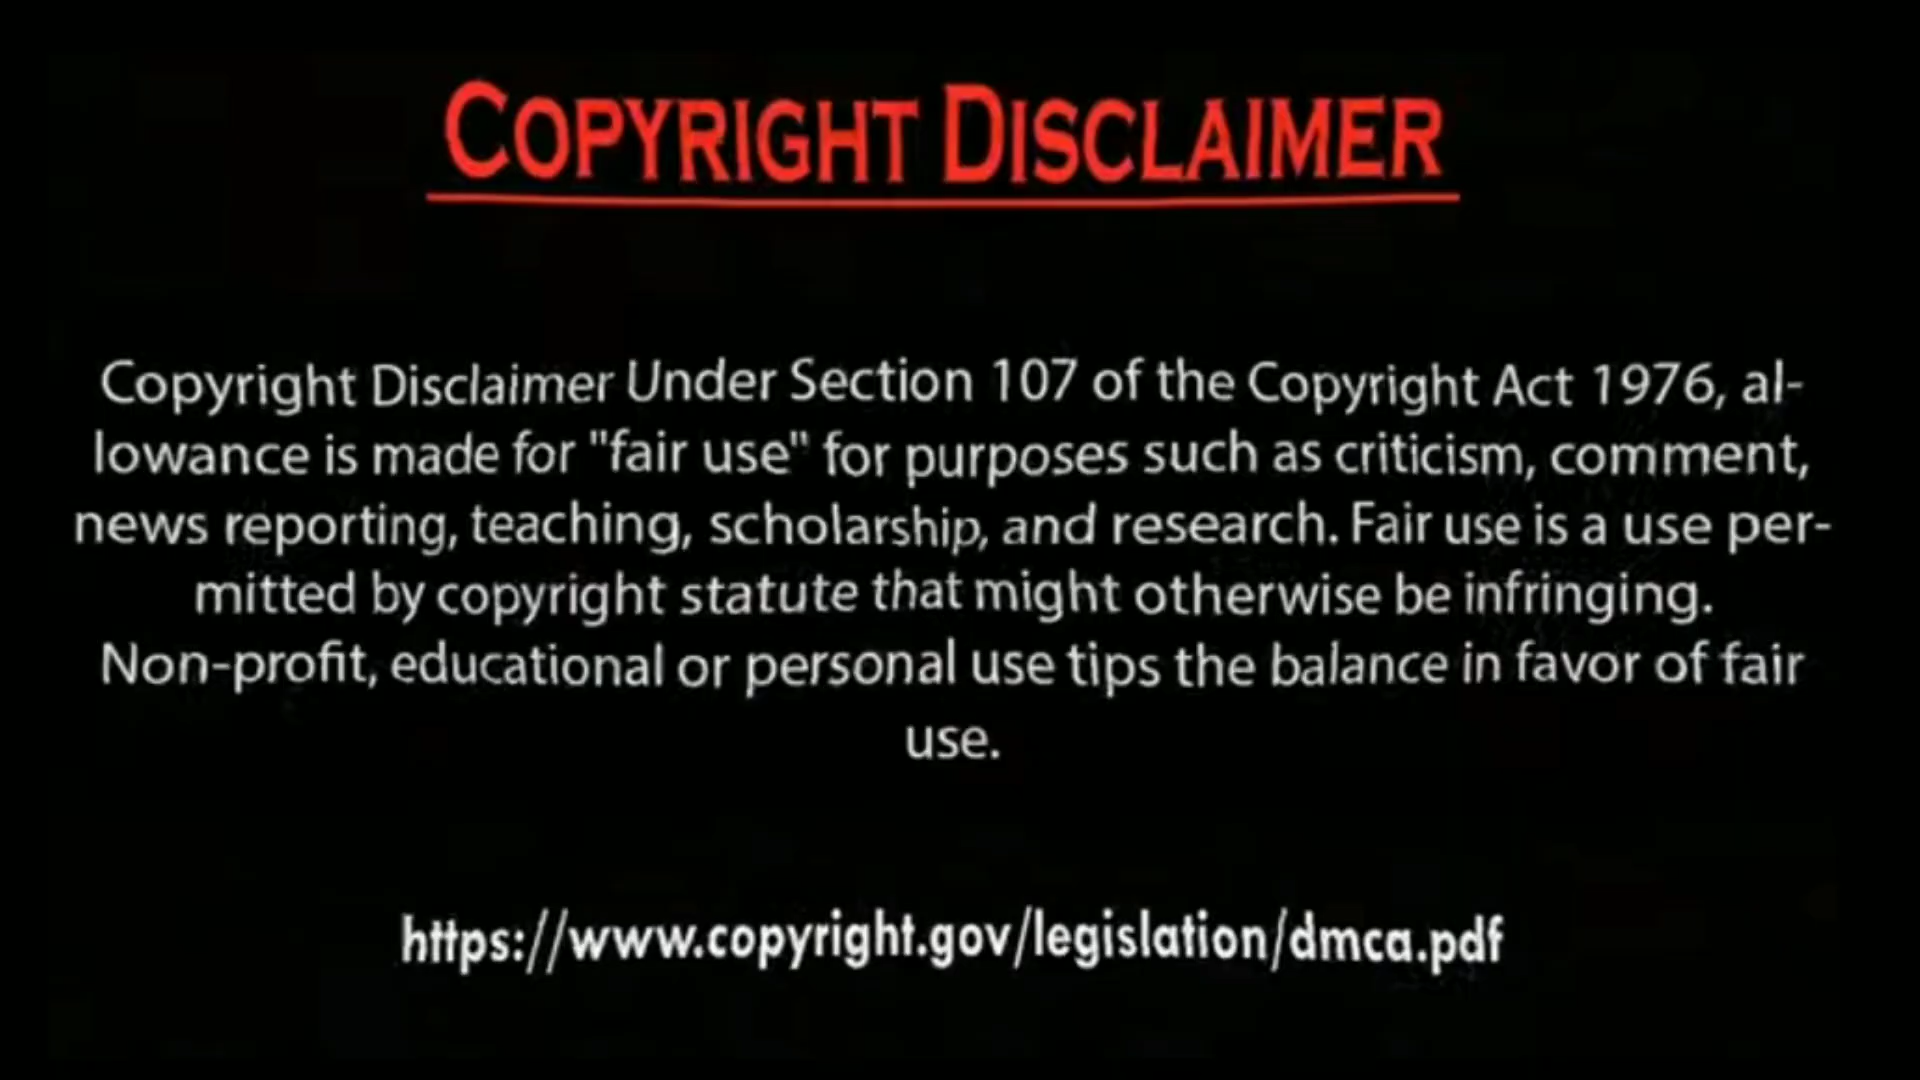 COPYRIGHT DISCLAIMER
Copyright Disclaimer Under Section 107 of the Copyright Act 1976, al-
lowance is made for "fair use" for purposes such as criticism, comment,
news reporting, teaching, scholarship, and research. Fair use is a use per-
mitted by copyright statute that might otherwise be infringing.
Non-profit, educational or personal use tips the balance in favor of fair
use.
https://www.copyright.gov/legislation/dmca.pdf